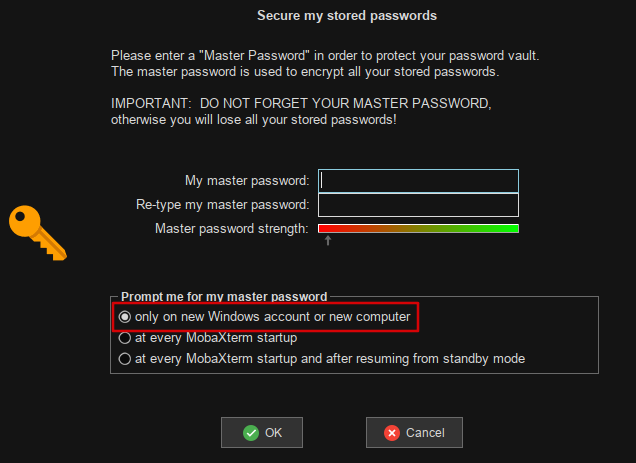 Secure my stored passwords
Please enter a "Master Password" in order to protect your password vault.
The master password is used to encrypt all your stored passwords.
IMPORTANT:  DO NOT FORGET YOUR MASTER PASSWORD,
otherwise you will lose all your stored passwords!
My master password:
Re-type my master password:
Master password strength:
Prompt me for my master password
only on new Windows account or new computer
at every MobaXterm startup
at every MobaXterm startup and after resuming from standby mode
OK Cancel